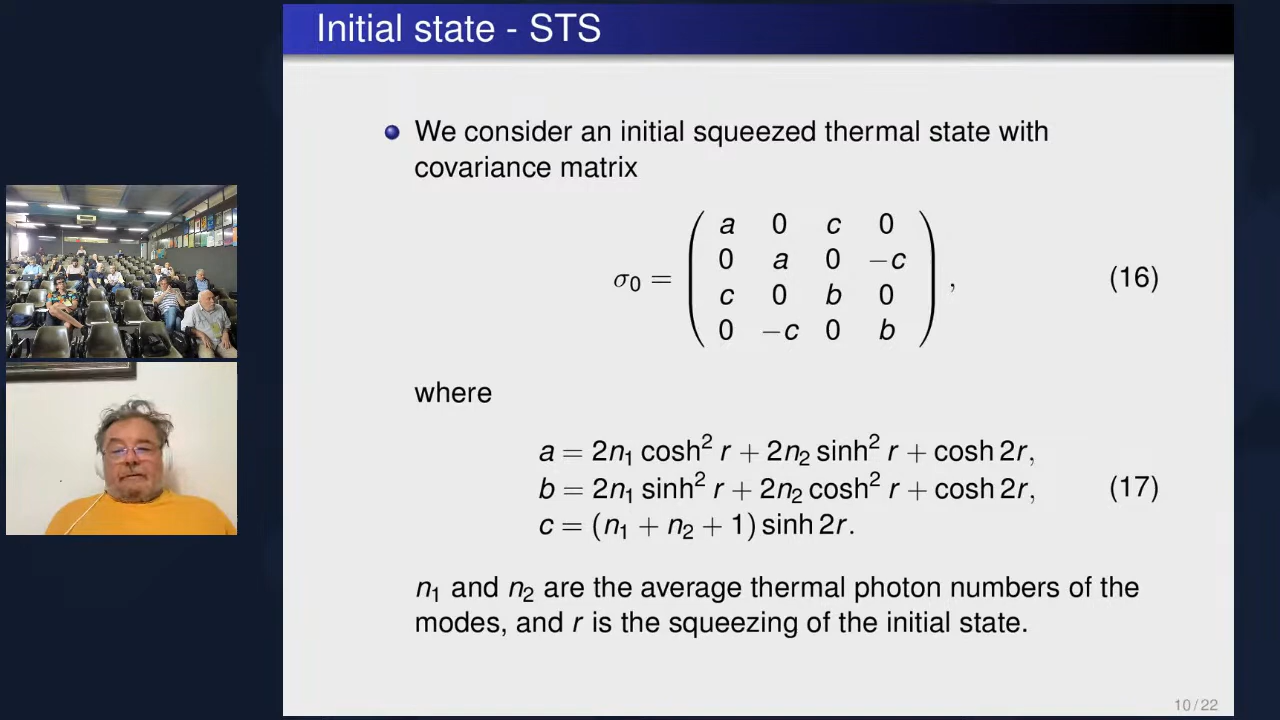 Initial state - STS
We consider an initial squeezed thermal state with
covariance matrix
σ₀ = ( a 0 c 0
0 a 0 −c
c 0 b 0
0 −c 0 b ) , (16)
where
a = 2n₁ cosh² r + 2n₂ sinh² r + cosh 2r,
b = 2n₁ sinh² r + 2n₂ cosh² r + cosh 2r, (17)
c = (n₁ + n₂ + 1) sinh 2r.
n₁ and n₂ are the average thermal photon numbers of the
modes, and r is the squeezing of the initial state.
10 / 22